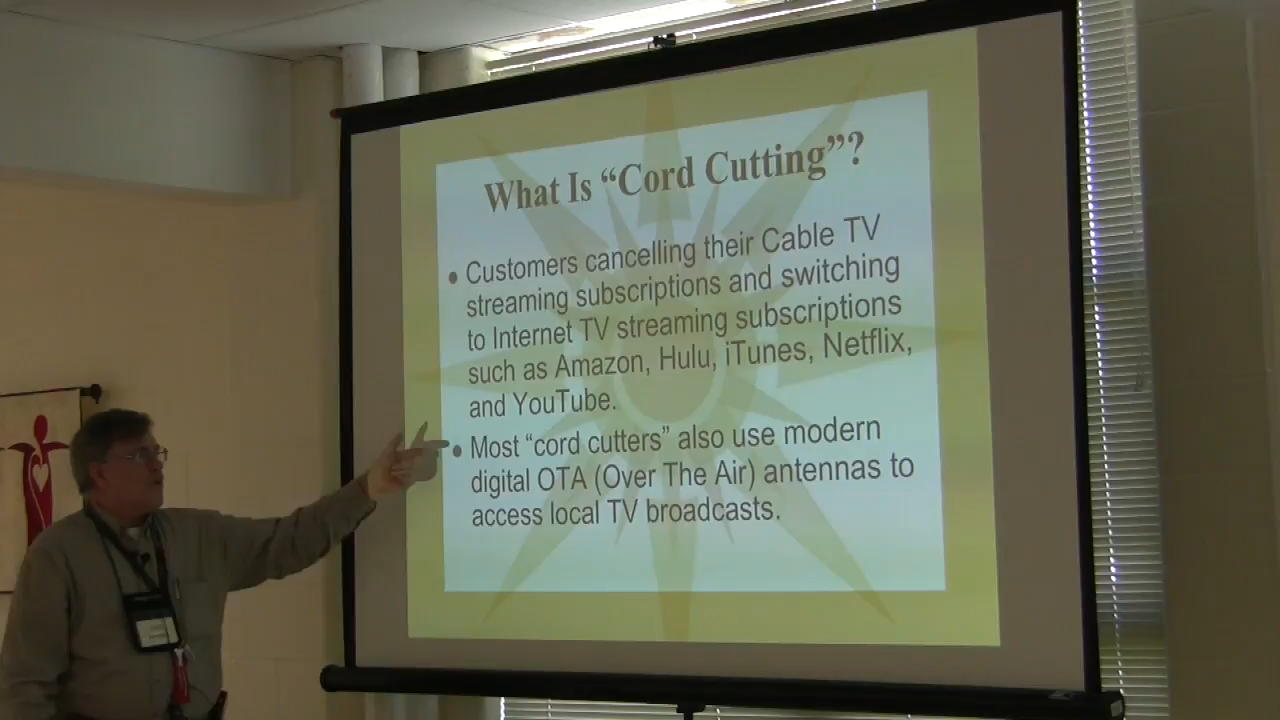 What Is “Cord Cutting”?
• Customers cancelling their Cable TV
streaming subscriptions and switching
to Internet TV streaming subscriptions
such as Amazon, Hulu, iTunes, Netflix,
and YouTube.
• Most “cord cutters” also use modern
digital OTA (Over The Air) antennas to
access local TV broadcasts.